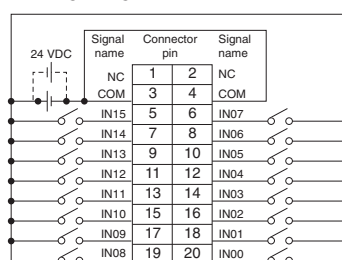 Signal name Connector pin Signal name
24 VDC
NC 1 2 NC
COM 3 4 COM
IN15 5 6 IN07
IN14 7 8 IN06
IN13 9 10 IN05
IN12 11 12 IN04
IN11 13 14 IN03
IN10 15 16 IN02
IN09 17 18 IN01
IN08 19 20 IN00